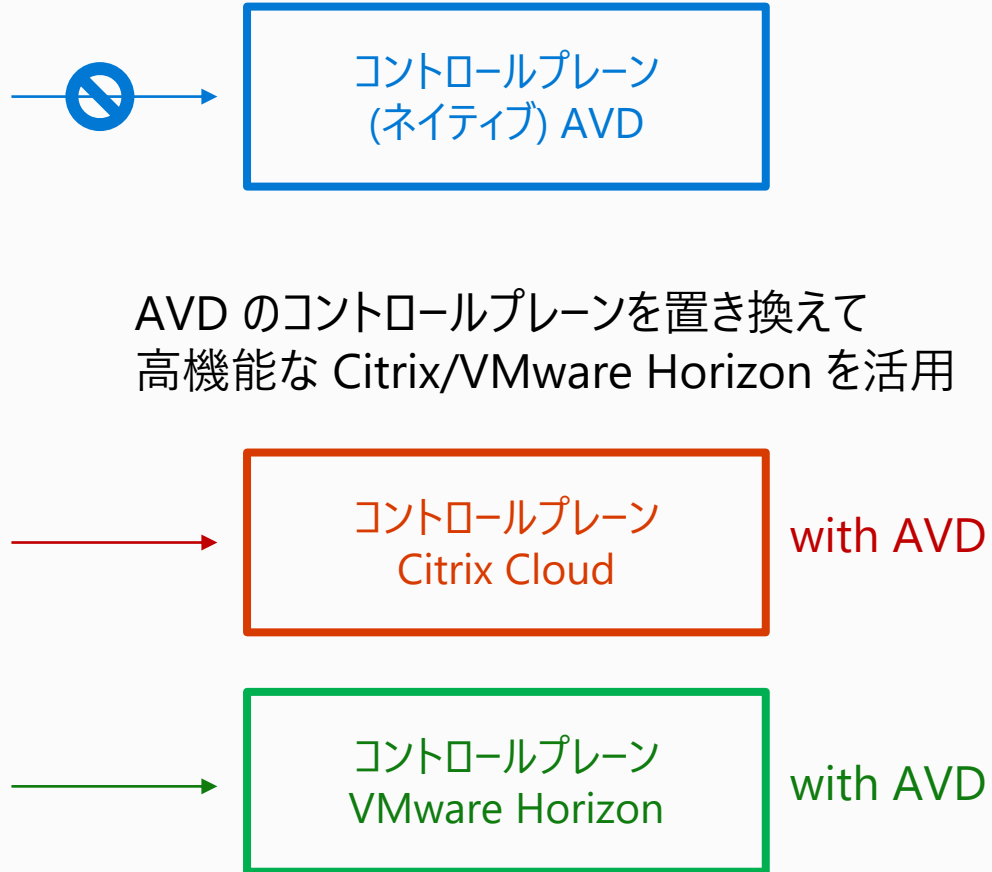 コントロールプレーン
(ネイティブ) AVD
AVD のコントロールプレーンを置き換えて
高機能な Citrix/VMware Horizon を活用
コントロールプレーン
Citrix Cloud
with AVD
コントロールプレーン
VMware Horizon
with AVD